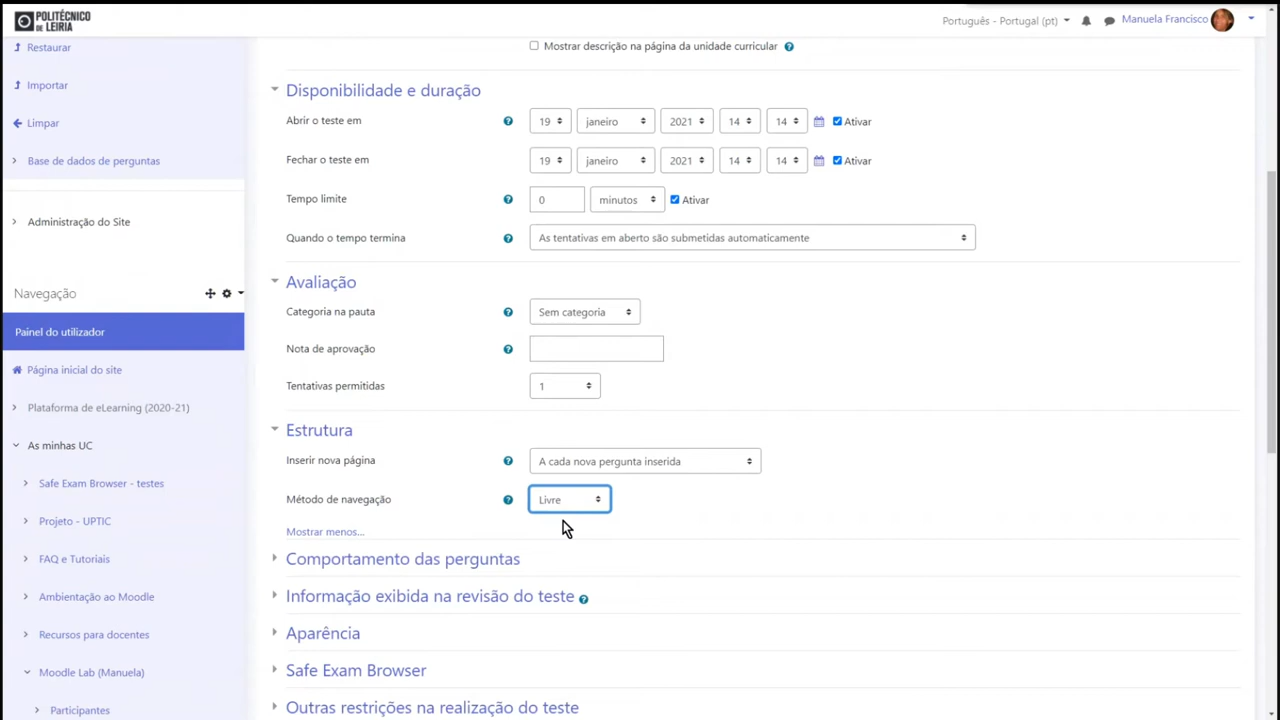 POLITÉCNICO
DE LEIRIA
Português - Portugal (pt)
Manuela Francisco
Restaurar
Importar
Limpar
Base de dados de perguntas
Administração do Site
Navegação
Painel do utilizador
Página inicial do site
Plataforma de eLearning (2020-21)
As minhas UC
Safe Exam Browser - testes
Projeto - UPTIC
FAQ e Tutoriais
Ambientação ao Moodle
Recursos para docentes
Moodle Lab (Manuela)
Participantes
Mostrar descrição na página da unidade curricular
Disponibilidade e duração
Abrir o teste em 19 janeiro 2021 14 14 Ativar
Fechar o teste em 19 janeiro 2021 14 14 Ativar
Tempo limite 0 minutos Ativar
Quando o tempo termina As tentativas em aberto são submetidas automaticamente
Avaliação
Categoria na pauta Sem categoria
Nota de aprovação
Tentativas permitidas 1
Estrutura
Inserir nova página A cada nova pergunta inserida
Método de navegação Livre
Mostrar menos...
Comportamento das perguntas
Informação exibida na revisão do teste
Aparência
Safe Exam Browser
Outras restrições na realização do teste